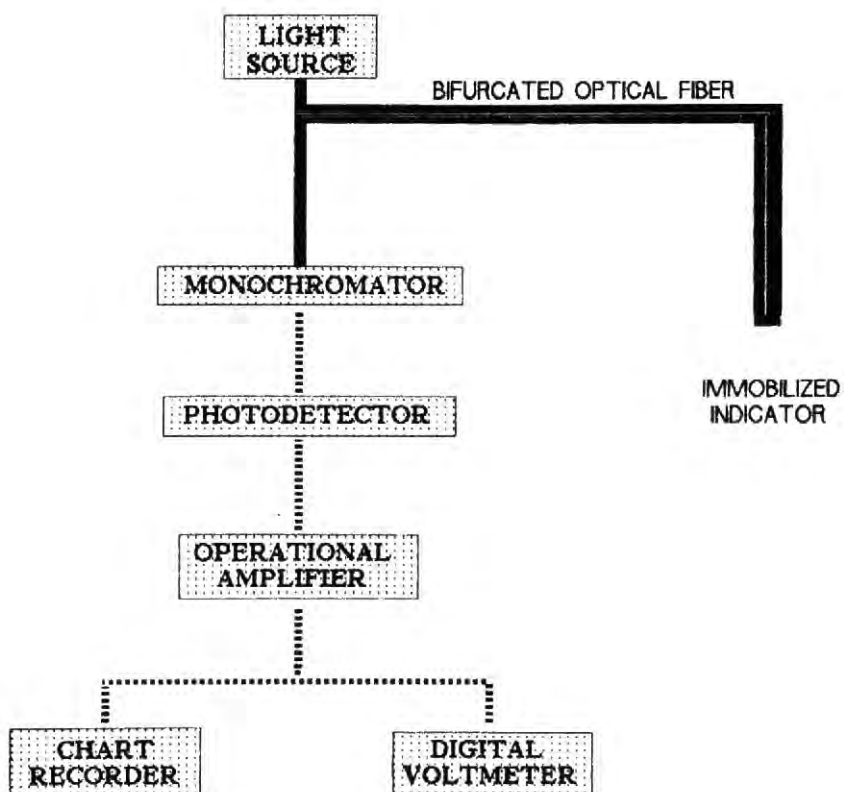 LIGHT
SOURCE
BIFURCATED OPTICAL FIBER
MONOCHROMATOR
IMMOBILIZED
INDICATOR
PHOTODETECTOR
OPERATIONAL
AMPLIFIER
CHART
RECORDER
DIGITAL
VOLTMETER